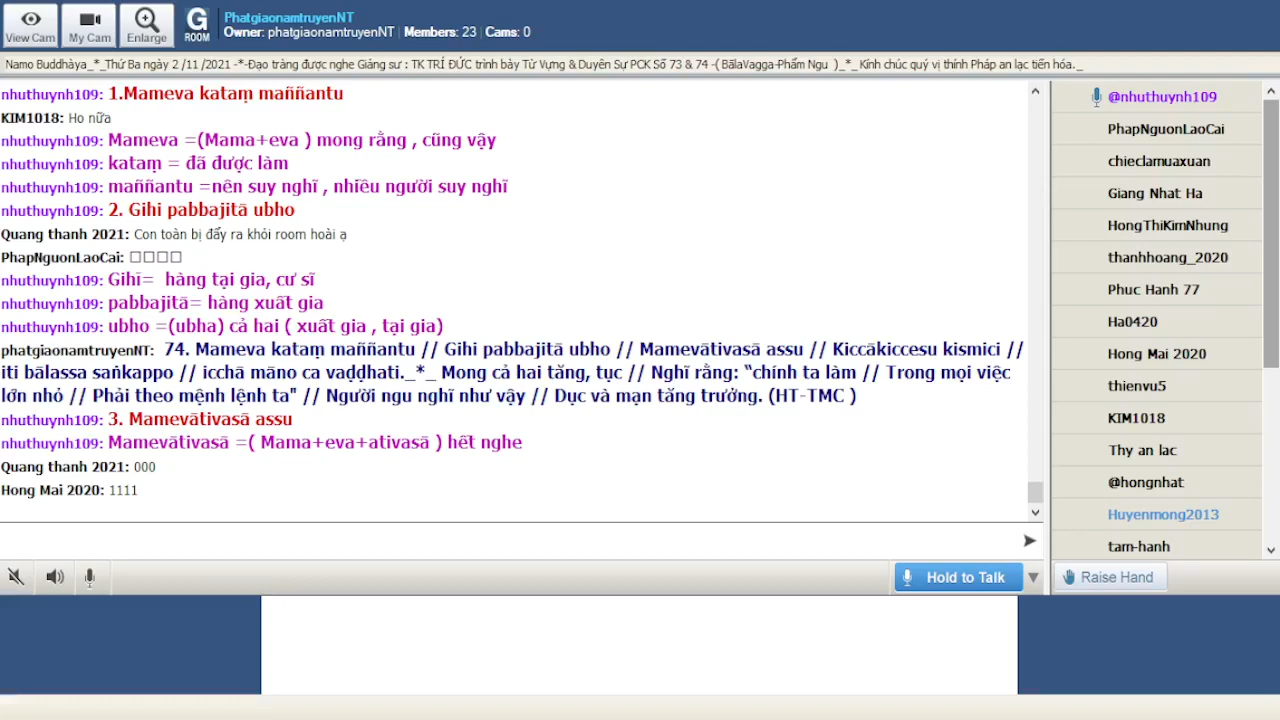 View Cam
My Cam
Enlarge
G
ROOM
PhatgiaonamtruyenNT
Owner: phatgiaonamtruyenNT | Members: 23 | Cams: 0
Namo Buddhàya_*_Thứ Ba ngày 2 /11 /2021 -*-Đạo tràng được nghe Giảng sư : TK TRÍ ĐỨC trình bày Từ Vựng & Duyên Sự PCK Số 73 & 74 -( BālaVagga-Phẩm Ngu )_*_ Kính chúc quý vị thính Pháp an lạc tiến hóa._
nhuthuynh109: 1.Mameva kataṃ maññantu
KIM1018: Ho nữa
nhuthuynh109: Mameva =(Mama+eva ) mong rằng , cũng vậy
nhuthuynh109: kataṃ = đã được làm
nhuthuynh109: maññantu =nên suy nghĩ , nhiều người suy nghĩ
nhuthuynh109: 2. Gihi pabbajitā ubho
Quang thanh 2021: Con toàn bị đẩy ra khỏi room hoài ạ
PhapNguonLaoCai: □□□□
nhuthuynh109: Gihī= hàng tại gia, cư sĩ
nhuthuynh109: pabbajitā= hàng xuất gia
nhuthuynh109: ubho =(ubha) cả hai ( xuất gia , tại gia)
phatgiaonamtruyenNT: 74. Mameva kataṃ maññantu // Gihi pabbajitā ubho // Mamevātivasā assu // Kiccākiccesu kismici //
iti bālassa saṅkappo // icchā māno ca vaḍḍhati._*_ Mong cả hai tăng, tục // Nghĩ rằng: “chính ta làm // Trong mọi việc
lớn nhỏ // Phải theo mệnh lệnh ta" // Người ngu nghĩ như vậy // Dục và mạn tăng trưởng. (HT-TMC )
nhuthuynh109: 3. Mamevātivasā assu
nhuthuynh109: Mamevātivasā =( Mama+eva+ativasā ) hết nghe
Quang thanh 2021: 000
Hong Mai 2020: 1111
Hold to Talk
@nhuthuynh109
PhapNguonLaoCai
chieclamuaxuan
Giang Nhat Ha
HongThiKimNhung
thanhhoang_2020
Phuc Hanh 77
Ha0420
Hong Mai 2020
thienvu5
KIM1018
Thy an lac
@hongnhat
Huyenmong2013
tam-hanh
Raise Hand